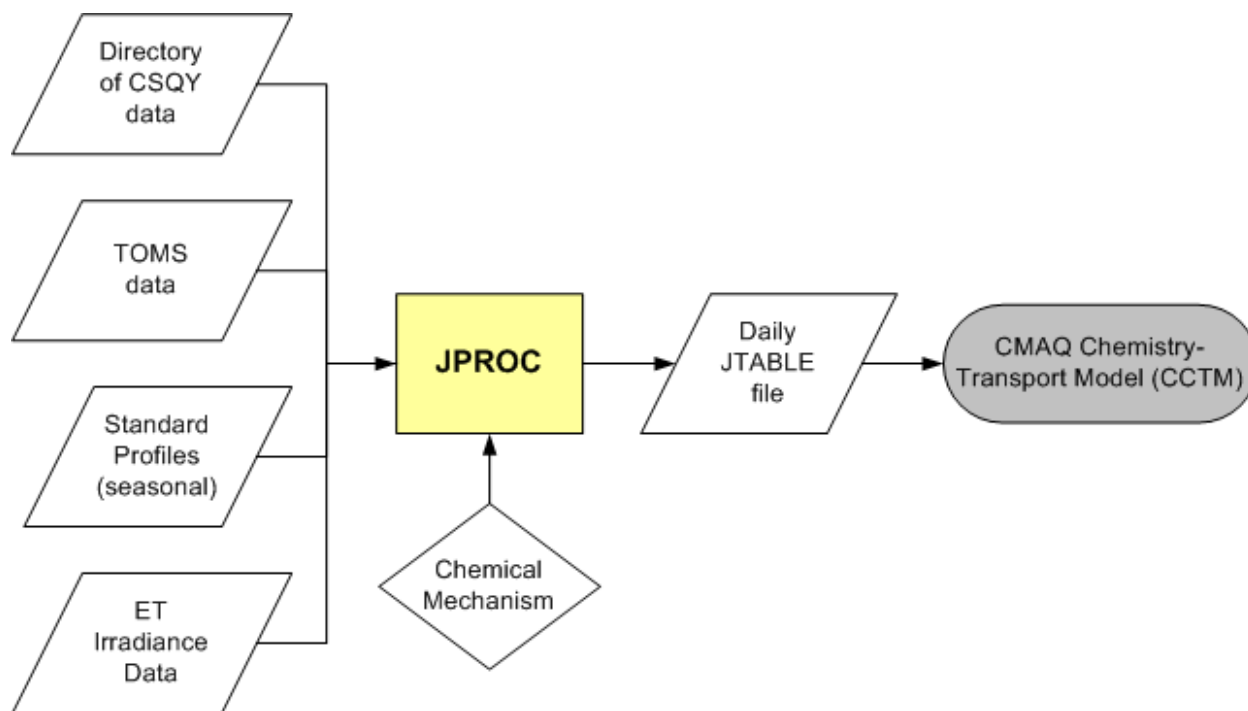 Directory
of CSQY
data
TOMS
data
Standard
Profiles
(seasonal)
ET
Irradiance
Data
JPROC
Chemical
Mechanism
Daily
JTABLE
file
CMAQ Chemistry-
Transport Model (CCTM)